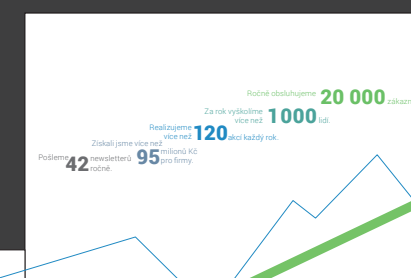 Ročně obsluhujeme 20 000
Za rok vyškolíme
více než 1000 lidí.
Realizujeme
více než 120 akcí každý rok.
Získali jsme více než 95 milionů Kč
pro firmy.
Pošleme 42 newsletterů
ročně.